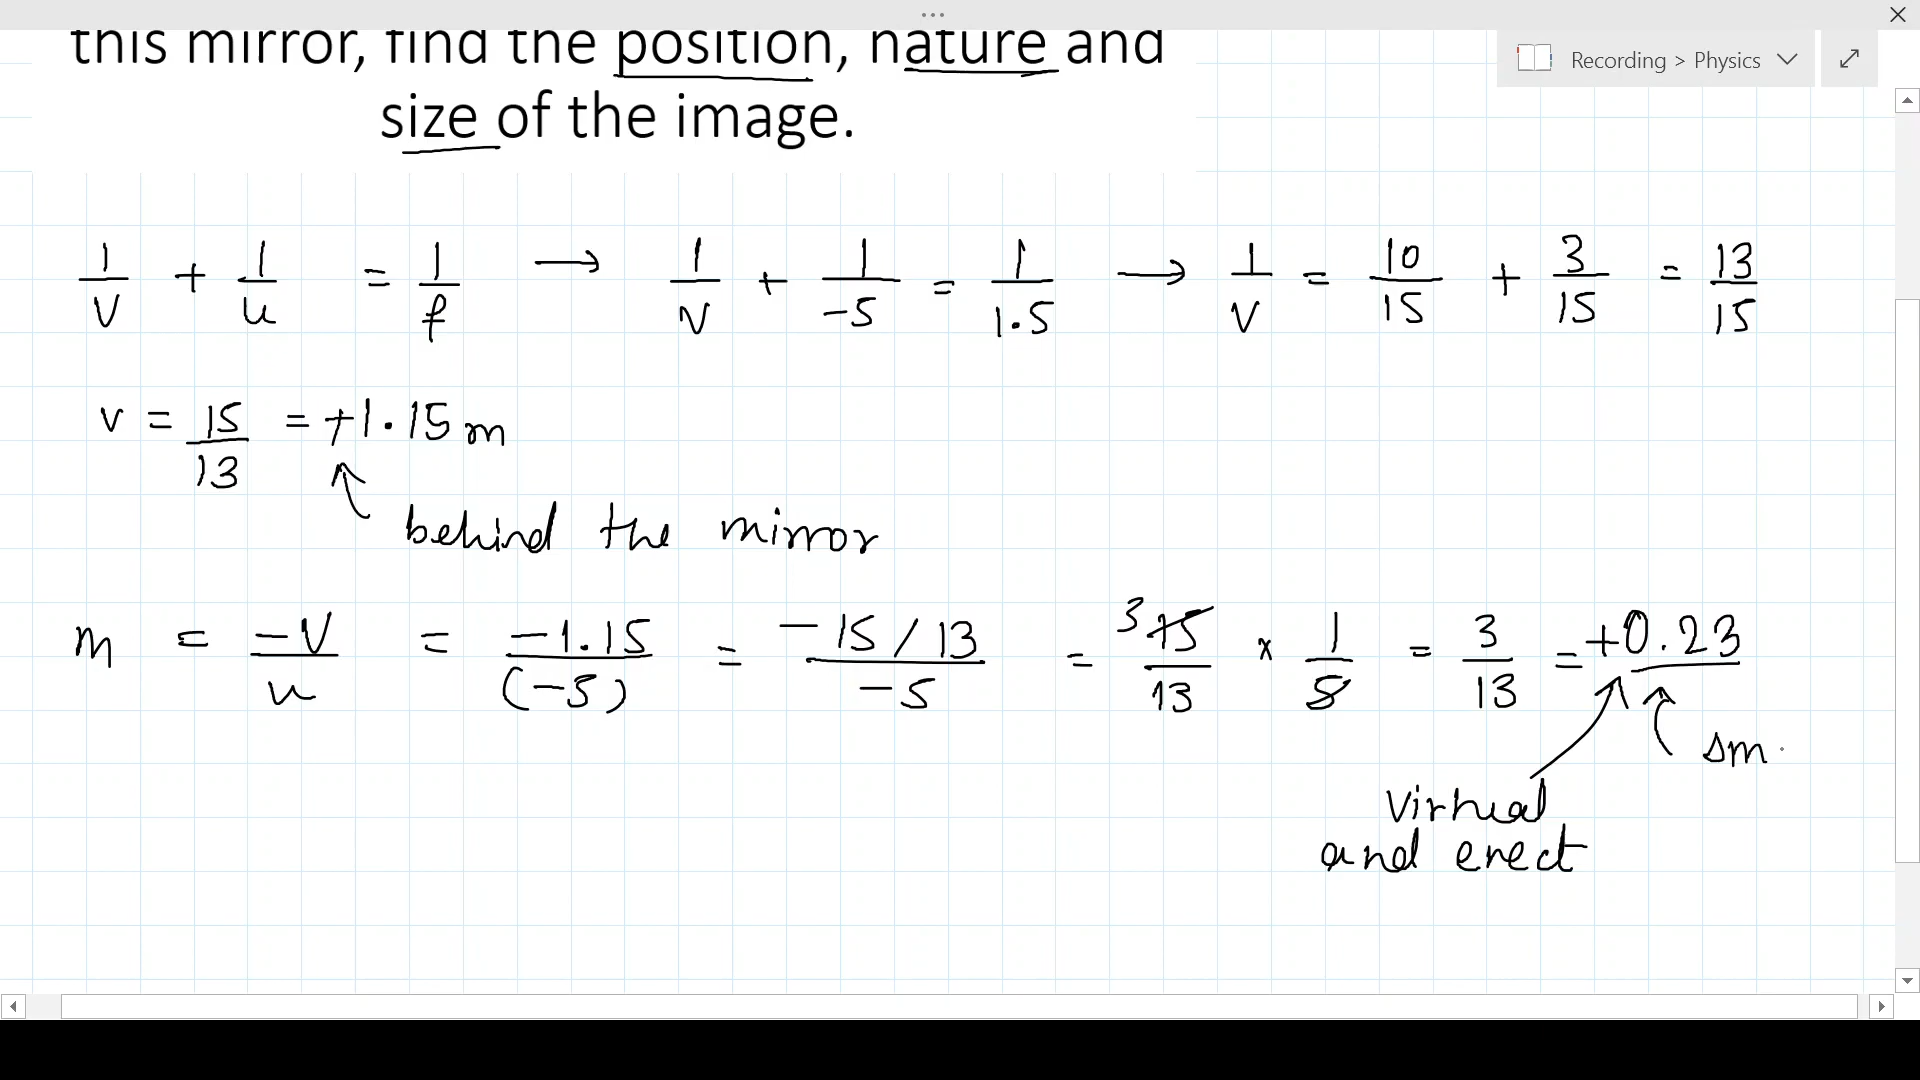 this mirror, find the position, nature and
size of the image.
Recording > Physics
1/v + 1/u = 1/f → 1/v + 1/-5 = 1/1.5 → 1/v = 10/15 + 3/15 = 13/15
v = 15/13 = +1.15 m
behind the mirror
m = -v/u = -1.15/(-5) = -15/13/-5 = 3 15/13 x 1/5 = 3/13 = +0.23
sm
virtual
and erect